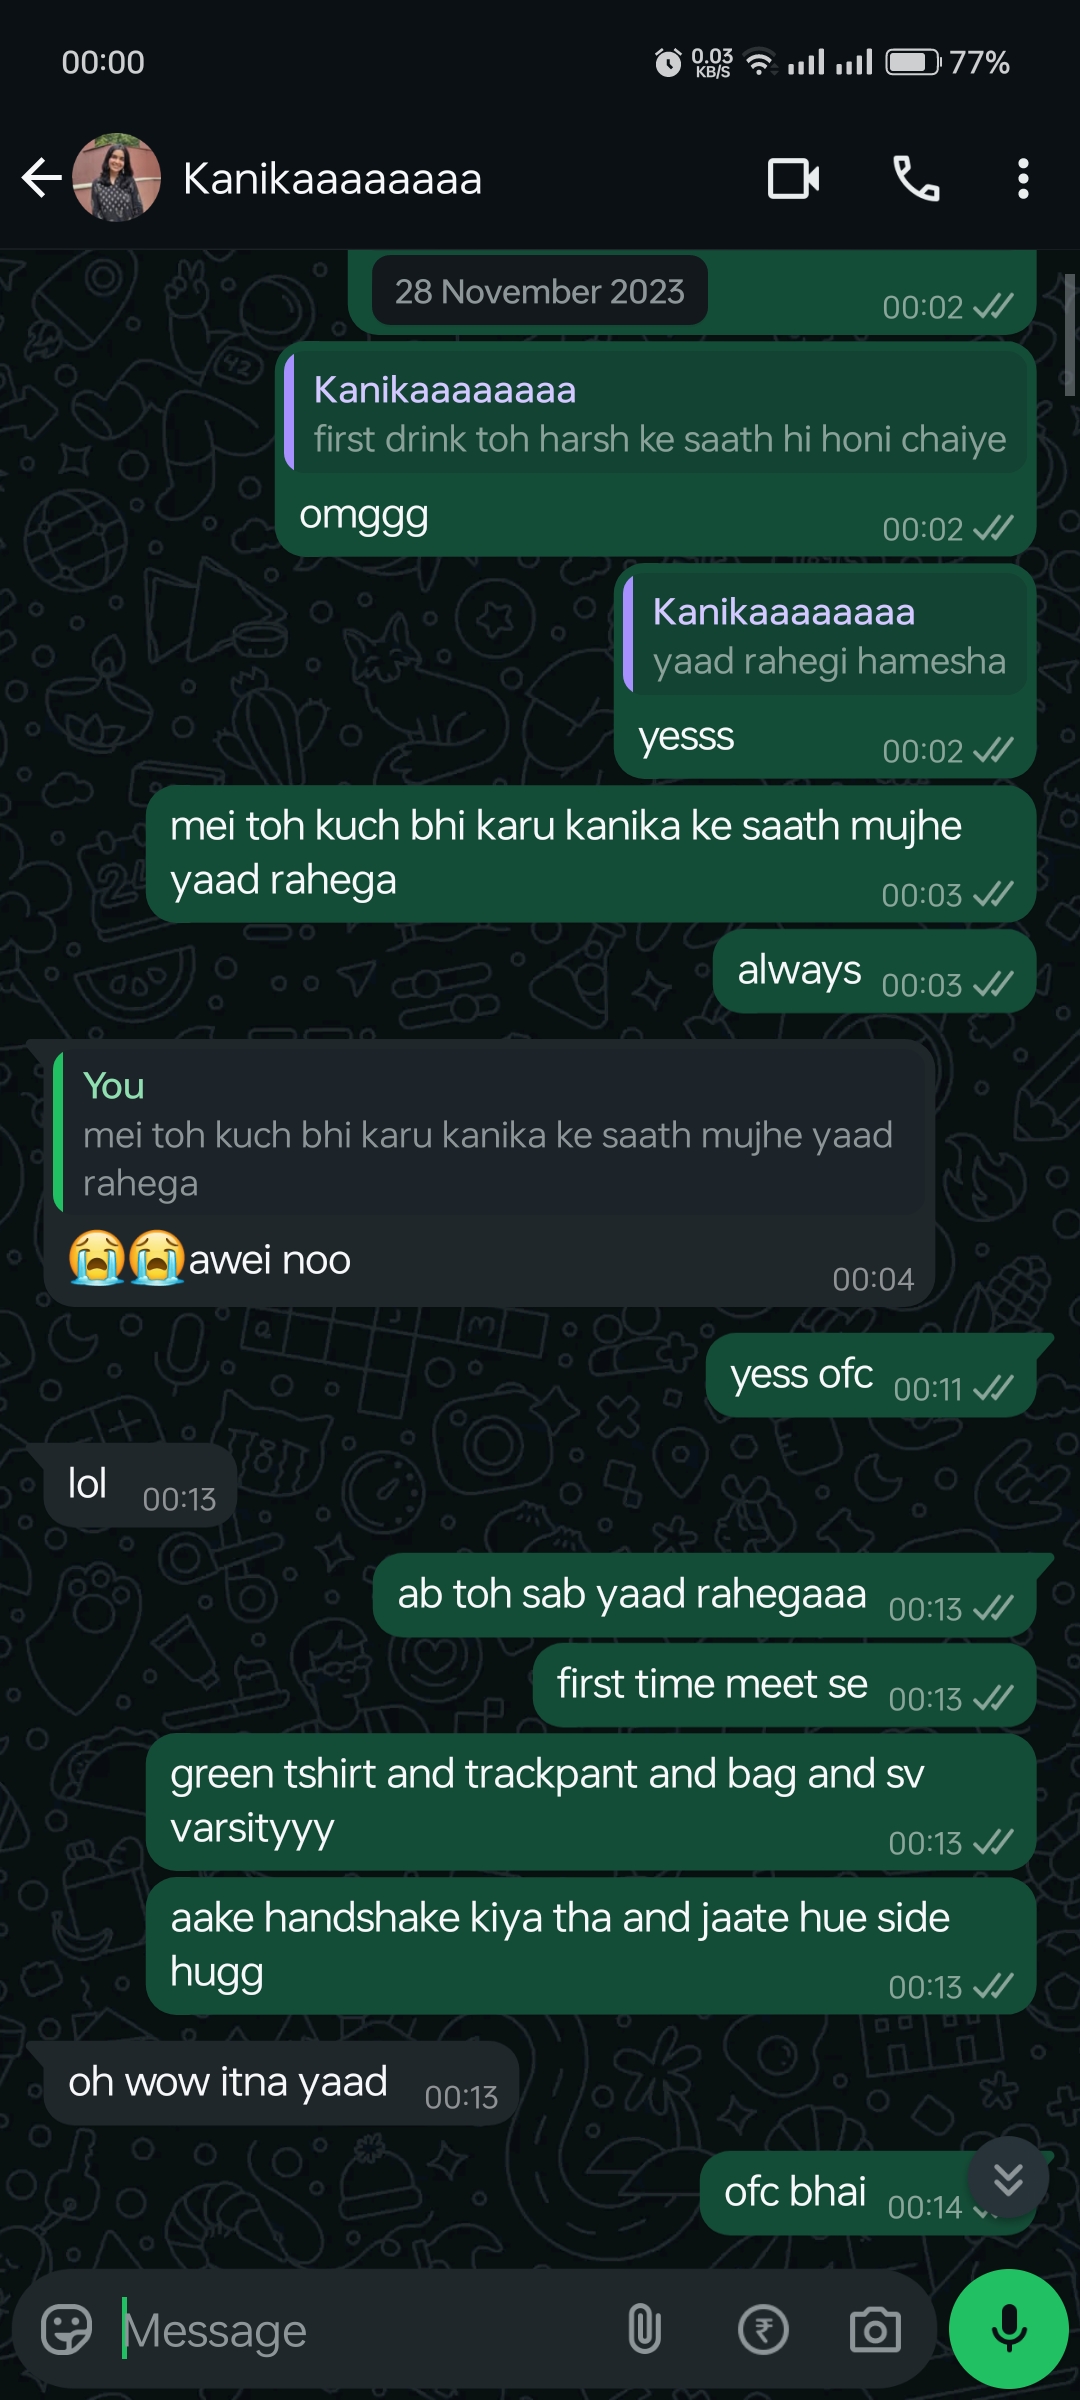 00:00
0.03
KB/S
77%
Kanikaaaaaaaa
28 November 2023
00:02
Kanikaaaaaaaa
first drink toh harsh ke saath hi honi chaiye
omggg
00:02
Kanikaaaaaaaa
yaad rahegi hamesha
yesss
00:02
mei toh kuch bhi karu kanika ke saath mujhe
yaad rahega
00:03
always 00:03
You
mei toh kuch bhi karu kanika ke saath mujhe yaad
rahega
😭😭awei noo
00:04
yess ofc 00:11
lol 00:13
ab toh sab yaad rahegaaa 00:13
first time meet se 00:13
green tshirt and trackpant and bag and sv
varsityyy
00:13
aake handshake kiya tha and jaate hue side
hugg
00:13
oh wow itna yaad 00:13
ofc bhai 00:14
Message